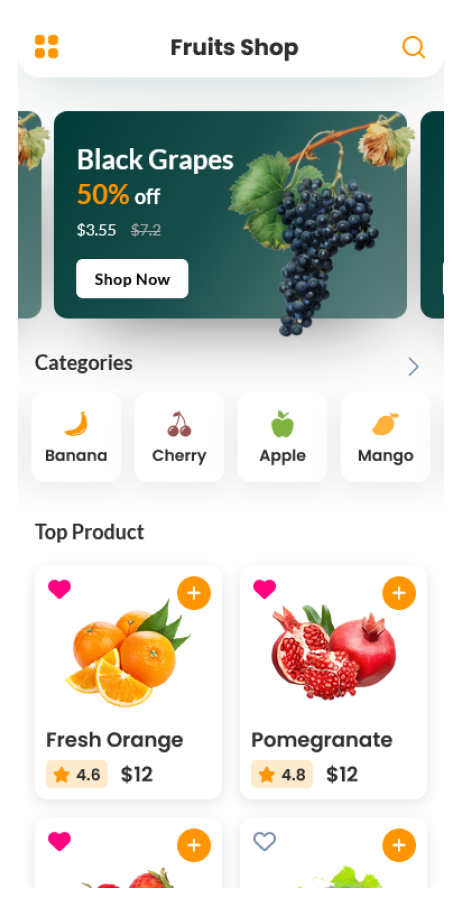 Fruits Shop
Black Grapes
50% off
$3.55 $7.2
Shop Now
Categories
Banana Cherry Apple Mango
Top Product
Fresh Orange Pomegranate
4.6 $12 4.8 $12